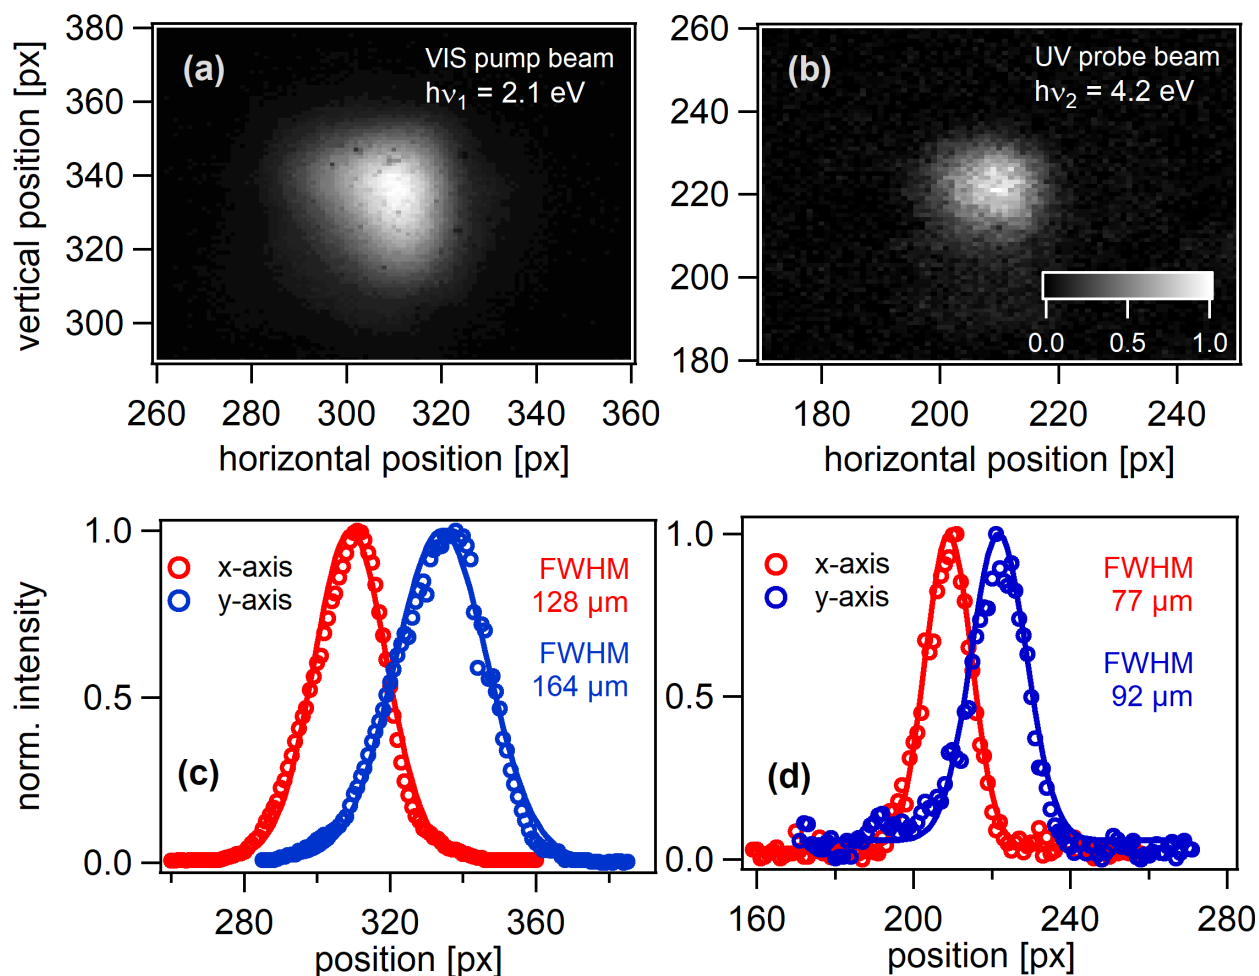 380
360
340
320
300
vertical position [px]
(a)
VIS pump beam
hν1 = 2.1 eV
260 280 300 320 340 360
horizontal position [px]
260
240
220
200
180
(b)
UV probe beam
hν2 = 4.2 eV
0.0 0.5 1.0
180 200 220 240
horizontal position [px]
1.0
0.5
0.0
norm. intensity
x-axis
y-axis
FWHM
128 µm
FWHM
164 µm
(c)
280 320 360
position [px]
1.0
0.5
0.0
x-axis
y-axis
FWHM
77 µm
FWHM
92 µm
(d)
160 200 240 280
position [px]